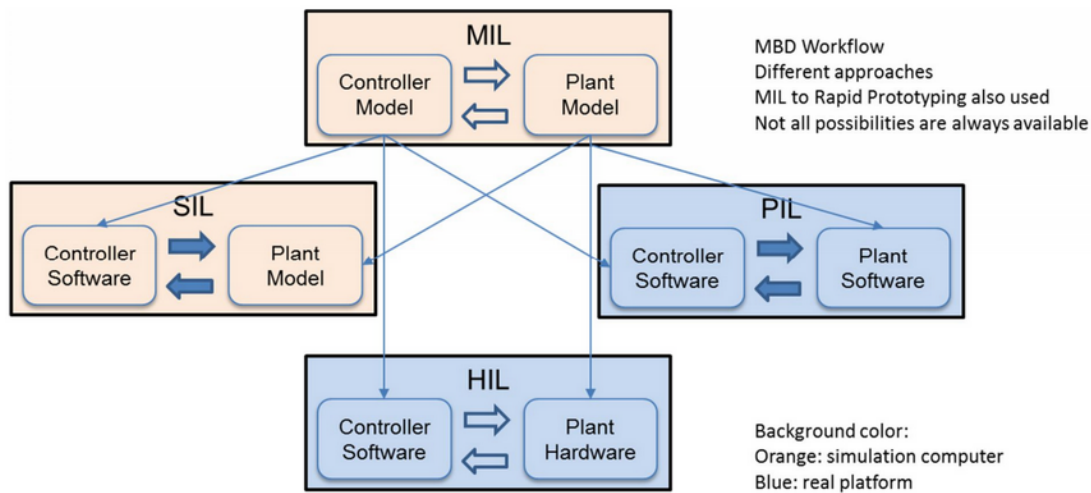 MIL
Controller
Model
Plant
Model
MBD Workflow
Different approaches
MIL to Rapid Prototyping also used
Not all possibilities are always available
SIL
Controller
Software
Plant
Model
PIL
Controller
Software
Plant
Software
HIL
Controller
Software
Plant
Hardware
Background color:
Orange: simulation computer
Blue: real platform